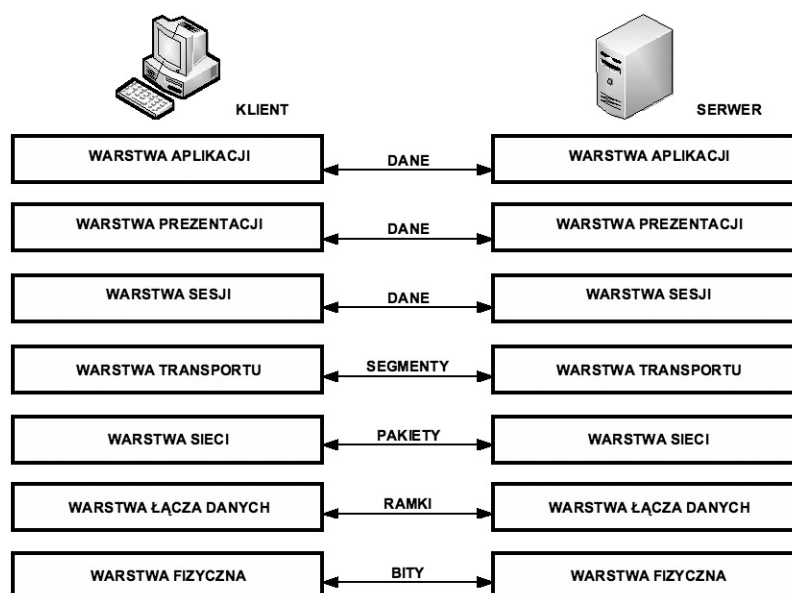 KLIENT SERWER
WARSTWA APLIKACJI DANE WARSTWA APLIKACJI
WARSTWA PREZENTACJI DANE WARSTWA PREZENTACJI
WARSTWA SESJI DANE WARSTWA SESJI
WARSTWA TRANSPORTU SEGMENTY WARSTWA TRANSPORTU
WARSTWA SIECI PAKIETY WARSTWA SIECI
WARSTWA ŁĄCZA DANYCH RAMKI WARSTWA ŁĄCZA DANYCH
WARSTWA FIZYCZNA BITY WARSTWA FIZYCZNA